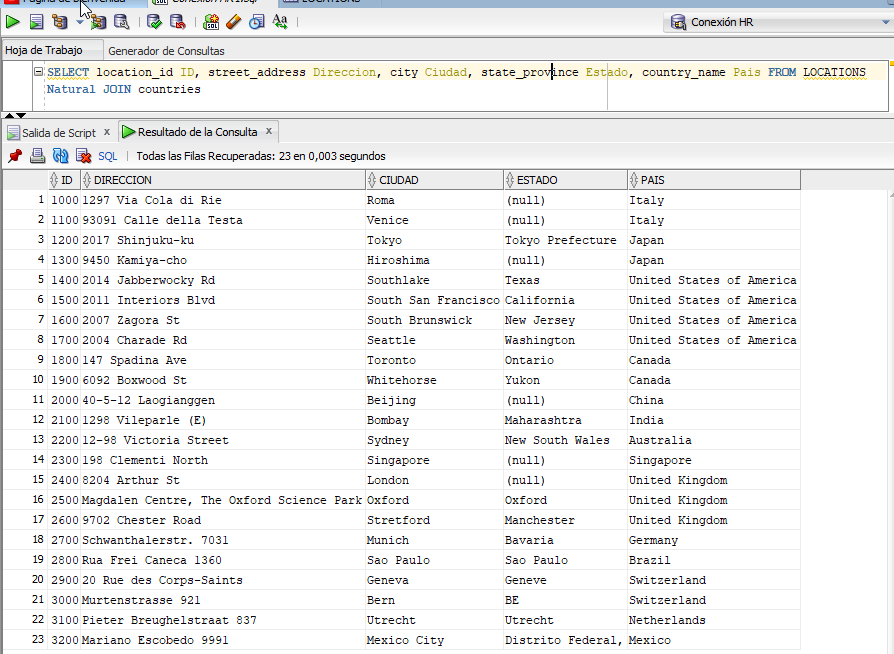 Página de Bienvenida Conexión HR1.sql LOCATIONS
Conexión HR
Hoja de Trabajo Generador de Consultas
SELECT location_id ID, street_address Direccion, city Ciudad, state_province Estado, country_name Pais FROM LOCATIONS
Natural JOIN countries
Salida de Script x Resultado de la Consulta x
SQL | Todas las Filas Recuperadas: 23 en 0,003 segundos
ID DIRECCION CIUDAD ESTADO PAIS
1 1000 1297 Via Cola di Rie Roma (null) Italy
2 1100 93091 Calle della Testa Venice (null) Italy
3 1200 2017 Shinjuku-ku Tokyo Tokyo Prefecture Japan
4 1300 9450 Kamiya-cho Hiroshima (null) Japan
5 1400 2014 Jabberwocky Rd Southlake Texas United States of America
6 1500 2011 Interiors Blvd South San Francisco California United States of America
7 1600 2007 Zagora St South Brunswick New Jersey United States of America
8 1700 2004 Charade Rd Seattle Washington United States of America
9 1800 147 Spadina Ave Toronto Ontario Canada
10 1900 6092 Boxwood St Whitehorse Yukon Canada
11 2000 40-5-12 Laogianggen Beijing (null) China
12 2100 1298 Vileparle (E) Bombay Maharashtra India
13 2200 12-98 Victoria Street Sydney New South Wales Australia
14 2300 198 Clementi North Singapore (null) Singapore
15 2400 8204 Arthur St London (null) United Kingdom
16 2500 Magdalen Centre, The Oxford Science Park Oxford Oxford United Kingdom
17 2600 9702 Chester Road Stretford Manchester United Kingdom
18 2700 Schwanthalerstr. 7031 Munich Bavaria Germany
19 2800 Rua Frei Caneca 1360 Sao Paulo Sao Paulo Brazil
20 2900 20 Rue des Corps-Saints Geneva Geneve Switzerland
21 3000 Murtenstrasse 921 Bern BE Switzerland
22 3100 Pieter Breughelstraat 837 Utrecht Utrecht Netherlands
23 3200 Mariano Escobedo 9991 Mexico City Distrito Federal, Mexico